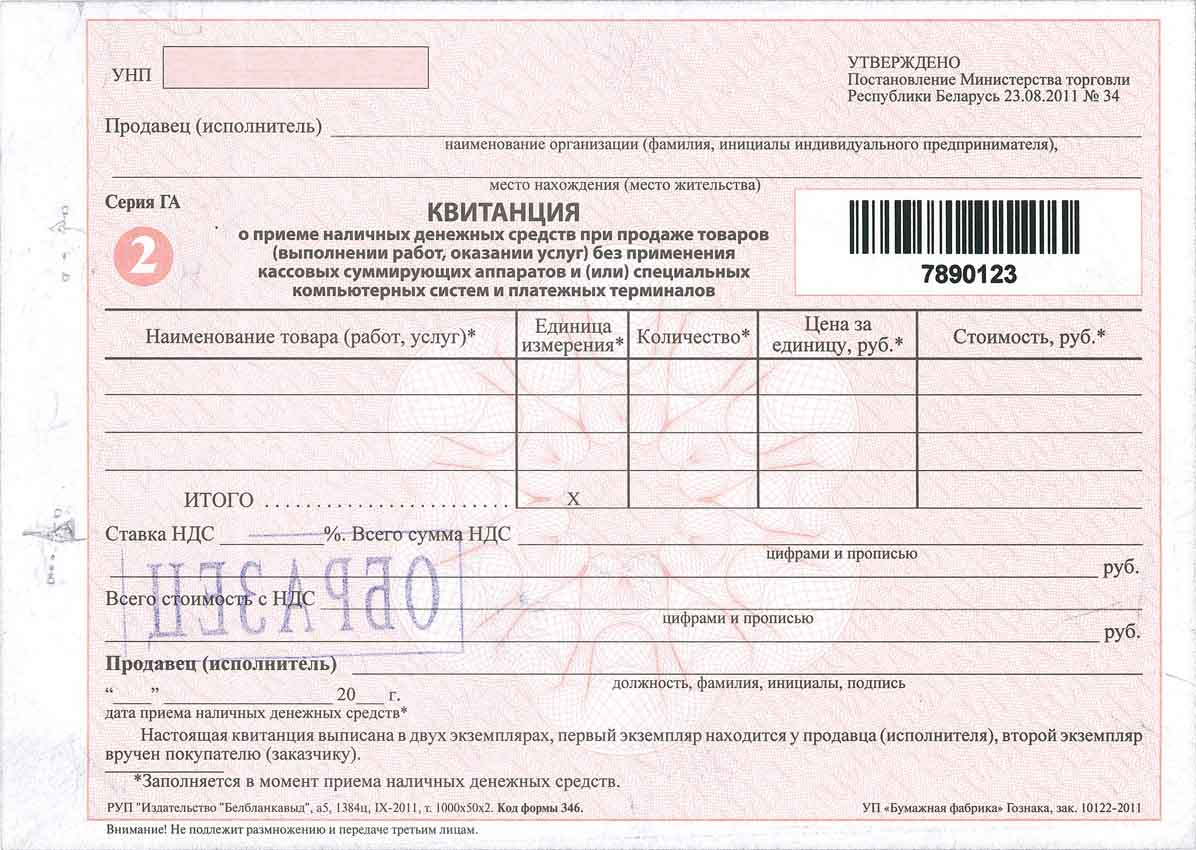 УНП
УТВЕРЖДЕНО
Постановление Министерства торговли
Республики Беларусь 23.08.2011 № 34
Продавец (исполнитель)
наименование организации (фамилия, инициалы индивидуального предпринимателя),
место нахождения (место жительства)
Серия ГА
2
КВИТАНЦИЯ
о приеме наличных денежных средств при продаже товаров
(выполнении работ, оказании услуг) без применения
кассовых суммирующих аппаратов и (или) специальных
компьютерных систем и платежных терминалов
7890123
Наименование товара (работ, услуг)*
Единица
измерения*
Количество*
Цена за
единицу, руб.*
Стоимость, руб.*
ИТОГО . . . . . . . . . . . . . . . . . . . . . . .
Х
Ставка НДС ________%. Всего сумма НДС
цифрами и прописью
руб.
ОБРАЗЕЦ
Всего стоимость с НДС
цифрами и прописью
руб.
Продавец (исполнитель)
должность, фамилия, инициалы, подпись
“____” __________________ 20___ г.
дата приема наличных денежных средств*
Настоящая квитанция выписана в двух экземплярах, первый экземпляр находится у продавца (исполнителя), второй экземпляр
вручен покупателю (заказчику).
*Заполняется в момент приема наличных денежных средств.
РУП "Издательство "Белбланкавыд", а5, 1384ц, IX-2011, т. 1000х50х2. Код формы 346.
УП «Бумажная фабрика» Гознака, зак. 10122-2011
Внимание! Не подлежит размножению и передаче третьим лицам.